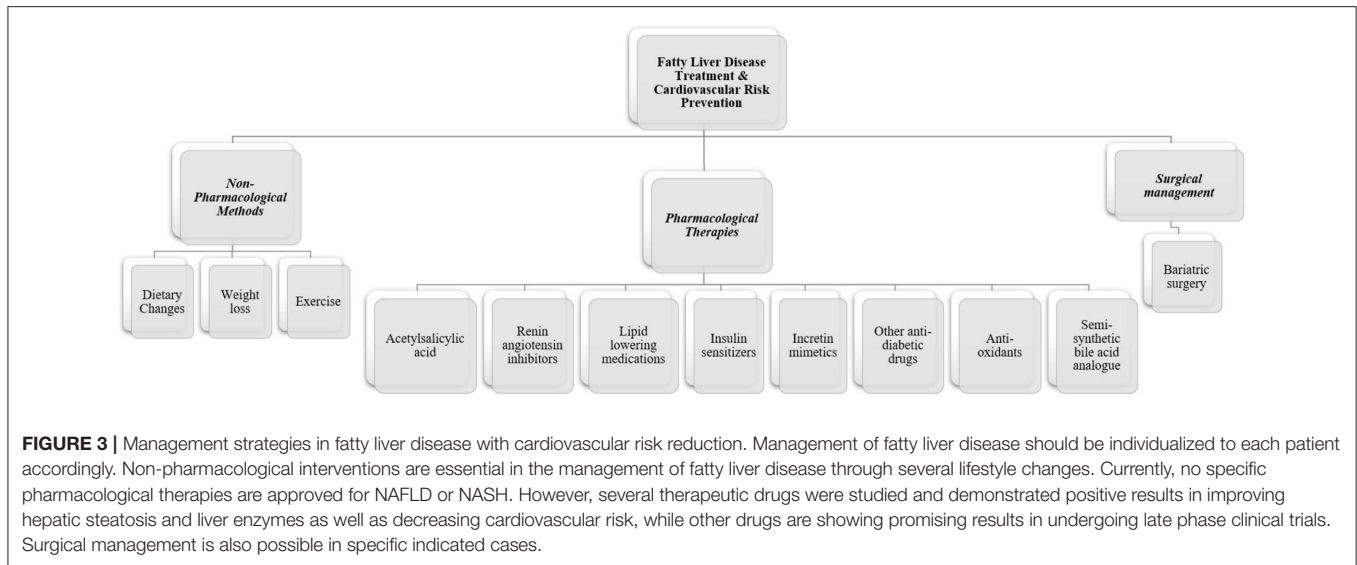 Fatty Liver Disease
Treatment &
Cardiovascular Risk
Prevention
Non-
Pharmacological
Methods
Pharmacological
Therapies
Surgical
management
Dietary
Changes
Weight
loss
Exercise
Acetylsalicylic
acid
Renin
angiotensin
inhibitors
Lipid
lowering
medications
Insulin
sensitizers
Incretin
mimetics
Other anti-
diabetic
drugs
Anti-
oxidants
Semi-
synthetic
bile acid
analogue
Bariatric
surgery
FIGURE 3 | Management strategies in fatty liver disease with cardiovascular risk reduction. Management of fatty liver disease should be individualized to each patient
accordingly. Non-pharmacological interventions are essential in the management of fatty liver disease through several lifestyle changes. Currently, no specific
pharmacological therapies are approved for NAFLD or NASH. However, several therapeutic drugs were studied and demonstrated positive results in improving
hepatic steatosis and liver enzymes as well as decreasing cardiovascular risk, while other drugs are showing promising results in undergoing late phase clinical trials.
Surgical management is also possible in specific indicated cases.